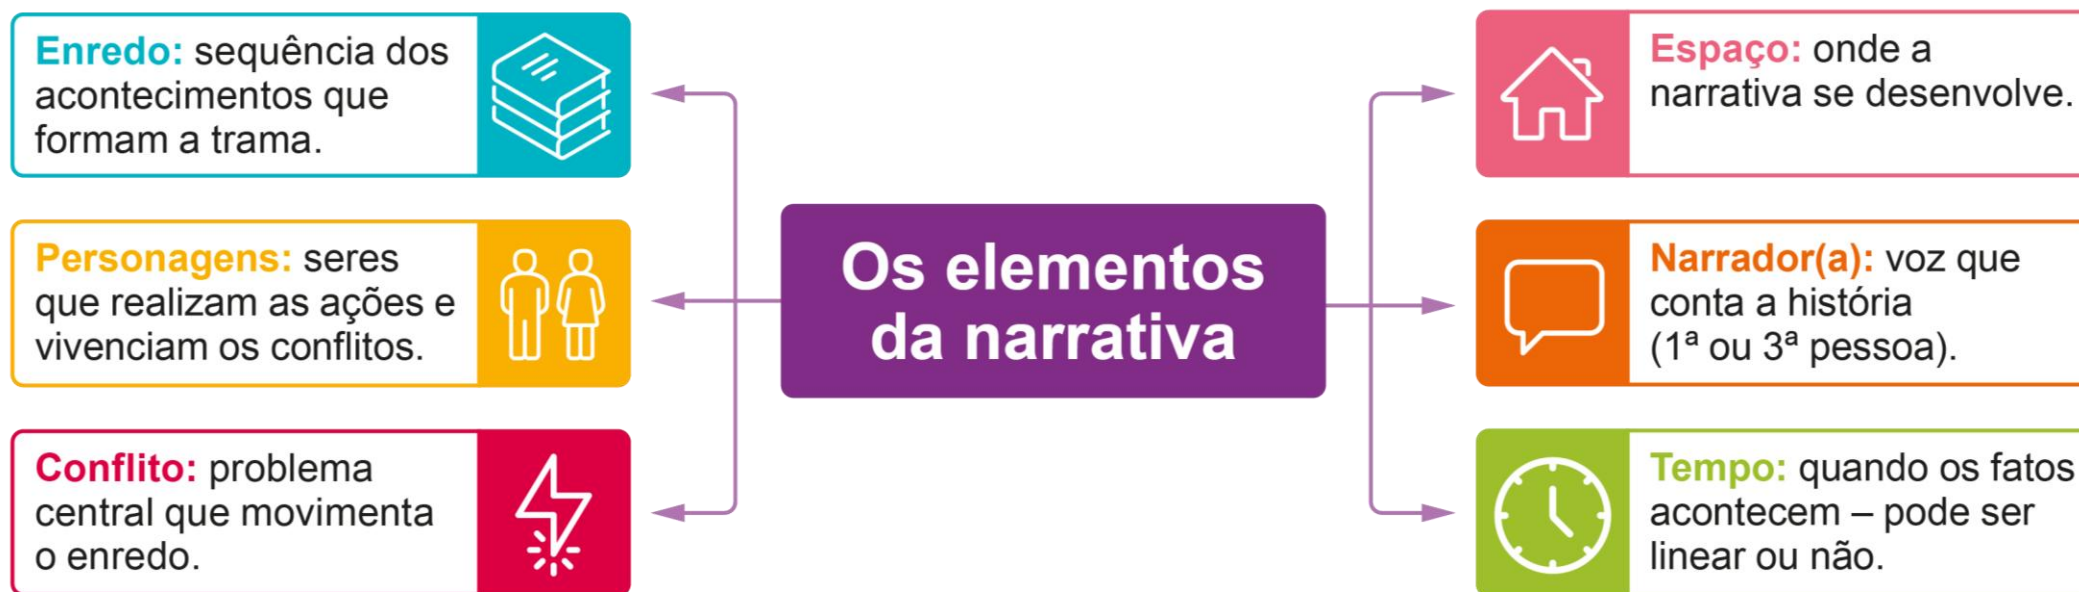 Enredo: sequência dos
acontecimentos que
formam a trama.
Personagens: seres
que realizam as ações e
vivenciam os conflitos.
Conflito: problema
central que movimenta
o enredo.
Os elementos
da narrativa
Espaço: onde a
narrativa se desenvolve.
Narrador(a): voz que
conta a história
(1ª ou 3ª pessoa).
Tempo: quando os fatos
acontecem – pode ser
linear ou não.